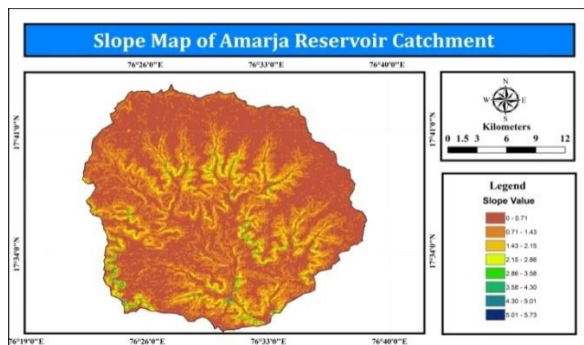 Slope Map of Amarja Reservoir Catchment
76°26'0"E 76°33'0"E 76°40'0"E
17°41'0"N 17°41'0"N
17°34'0"N 17°34'0"N
76°19'0"E 76°26'0"E 76°33'0"E 76°40'0"E
N
W E
S
Kilometers
0 1.5 3 6 9 12
Legend
Slope Value
0 - 0.71
0.71 - 1.43
1.43 - 2.15
2.15 - 2.86
2.86 - 3.58
3.58 - 4.30
4.30 - 5.01
5.01 - 5.73